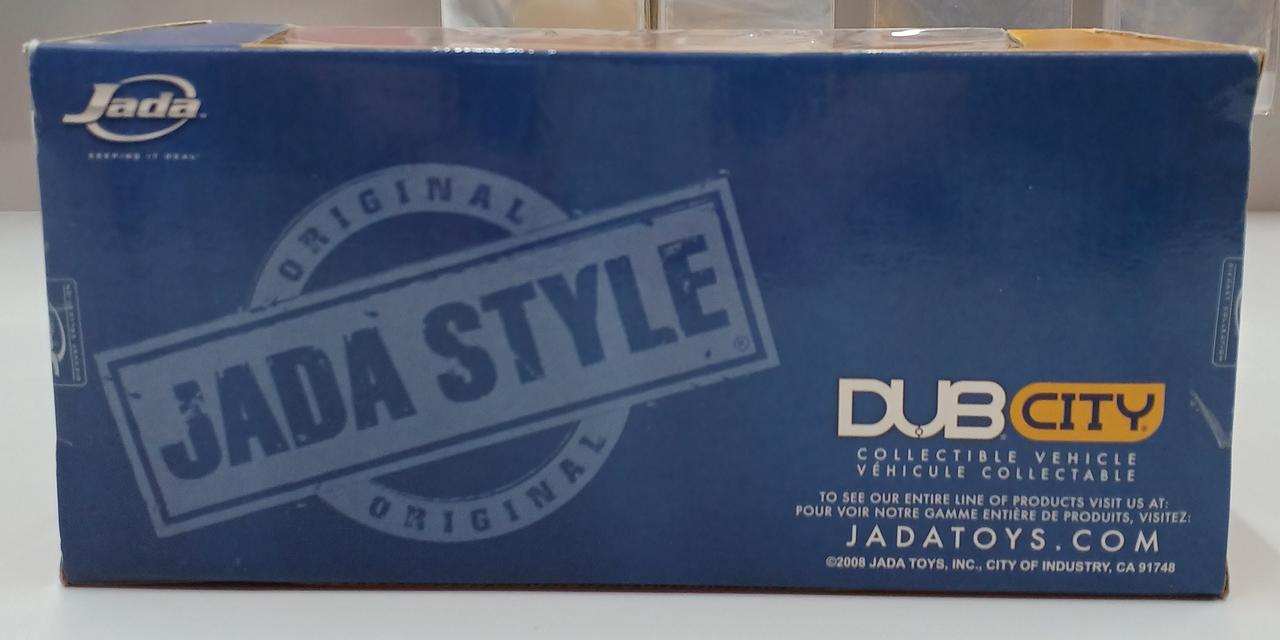 Jada
KEEPING IT REAL
ORIGINAL
JADA STYLE
®
ORIGINAL
DUB CITY
COLLECTIBLE VEHICLE
VÉHICULE COLLECTABLE
TO SEE OUR ENTIRE LINE OF PRODUCTS VISIT US AT:
POUR VOIR NOTRE GAMME ENTIÈRE DE PRODUITS, VISITEZ:
JADATOYS.COM
©2008 JADA TOYS, INC., CITY OF INDUSTRY, CA 91748